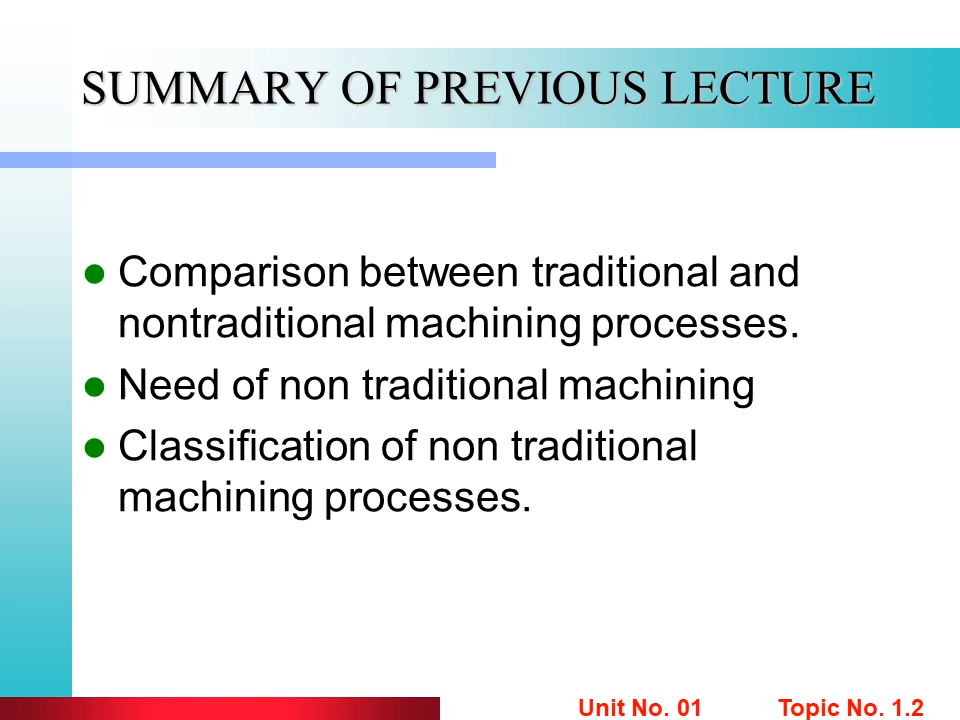 SUMMARY OF PREVIOUS LECTURE
● Comparison between traditional and
nontraditional machining processes.
● Need of non traditional machining
● Classification of non traditional
machining processes.
Unit No. 01 Topic No. 1.2